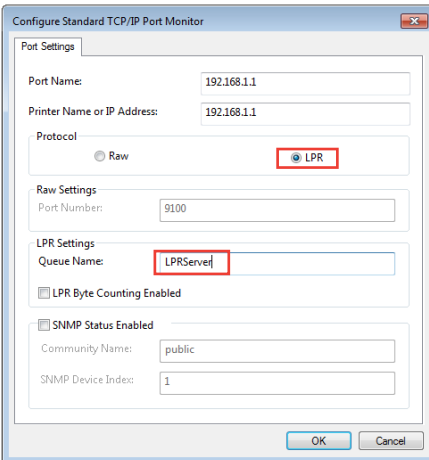 Configure Standard TCP/IP Port Monitor
Port Settings
Port Name: 192.168.1.1
Printer Name or IP Address: 192.168.1.1
Protocol
Raw LPR
Raw Settings
Port Number: 9100
LPR Settings
Queue Name: LPRServer
LPR Byte Counting Enabled
SNMP Status Enabled
Community Name: public
SNMP Device Index: 1
OK Cancel